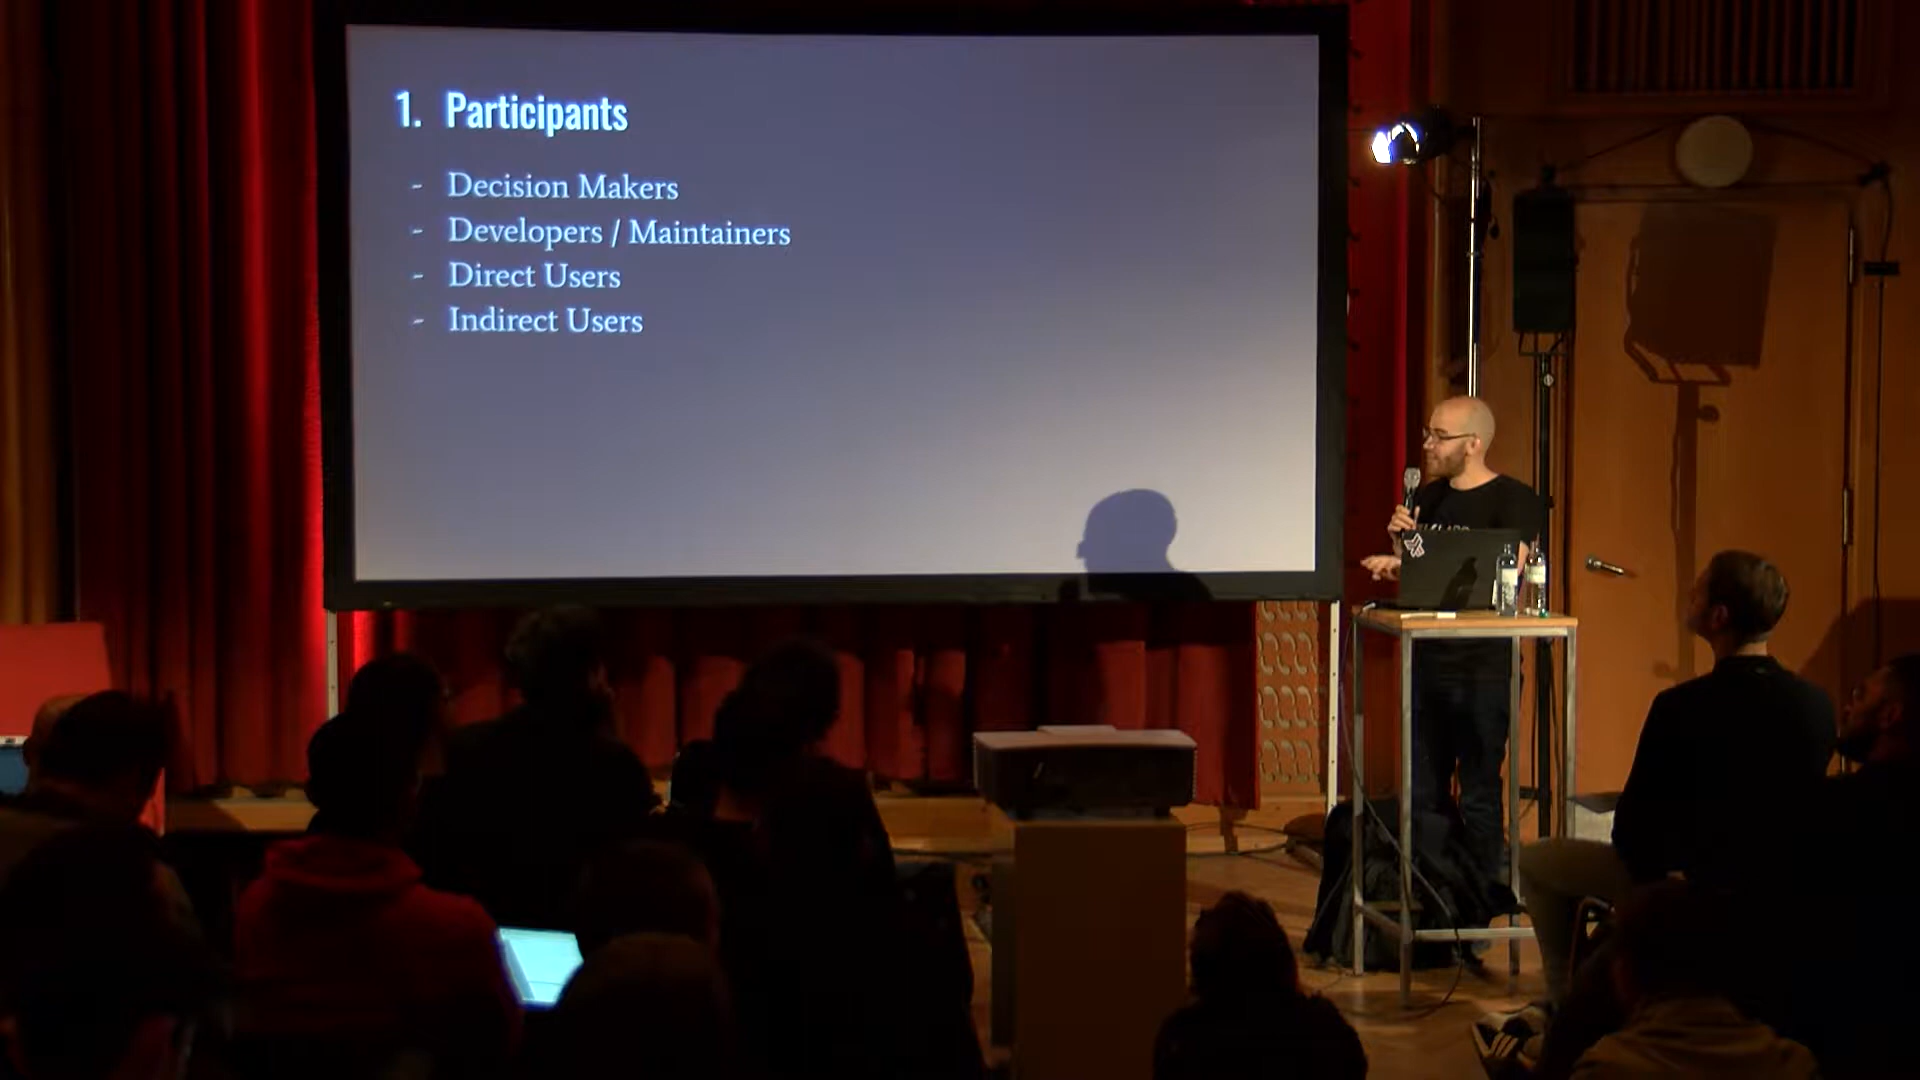 1. Participants
- Decision Makers
- Developers / Maintainers
- Direct Users
- Indirect Users